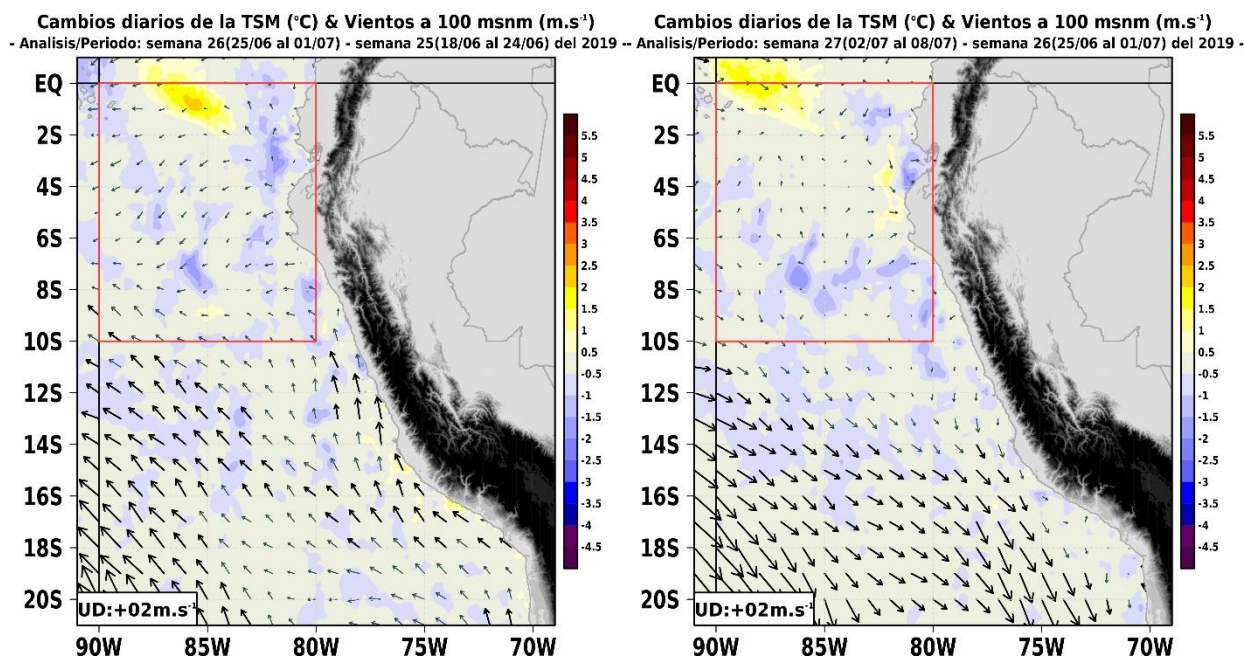 Cambios diarios de la TSM (°C) & Vientos a 100 msnm (m.s⁻¹)
- Analisis/Periodo: semana 26(25/06 al 01/07) - semana 25(18/06 al 24/06) del 2019 -
EQ
2S
4S
6S
8S
10S
12S
14S
16S
18S
20S
5.5
5
4.5
4
3.5
3
2.5
2
1.5
1
0.5
-0.5
-1
-1.5
-2
-2.5
-3
-3.5
-4
-4.5
UD:+02m.s⁻¹
90W 85W 80W 75W 70W
Cambios diarios de la TSM (°C) & Vientos a 100 msnm (m.s⁻¹)
- Analisis/Periodo: semana 27(02/07 al 08/07) - semana 26(25/06 al 01/07) del 2019 -
EQ
2S
4S
6S
8S
10S
12S
14S
16S
18S
20S
5.5
5
4.5
4
3.5
3
2.5
2
1.5
1
0.5
-0.5
-1
-1.5
-2
-2.5
-3
-3.5
-4
-4.5
UD:+02m.s⁻¹
90W 85W 80W 75W 70W